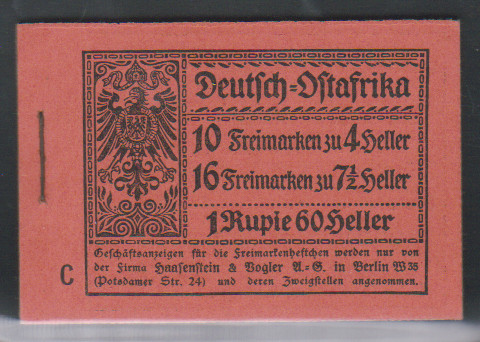 Deutsch=Ostafrika
10 Freimarken zu 4 Heller
16 Freimarken zu 7½ Heller
1 Rupie 60 Heller
Geschäftsanzeigen für die Freimarkenheftchen werden nur von
der Firma Haasenstein & Vogler A.=G. in Berlin W 35
(Potsdamer Str. 24) und deren Zweigstellen angenommen.
C